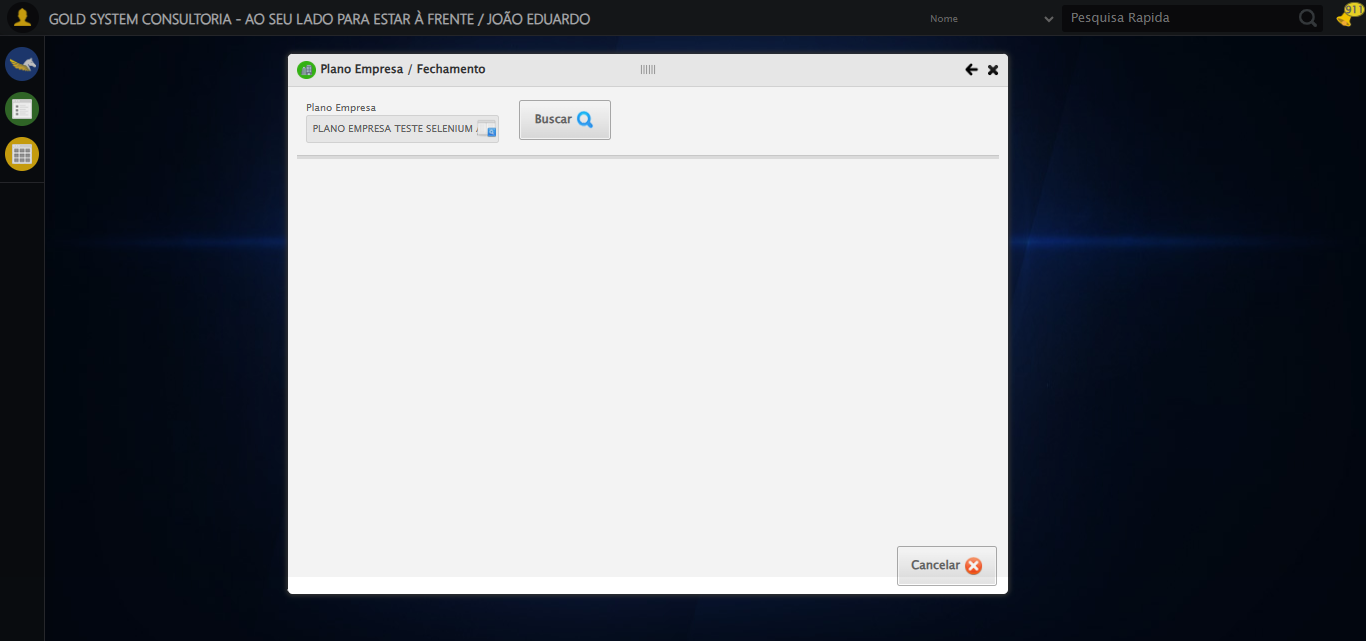 GOLD SYSTEM CONSULTORIA - AO SEU LADO PARA ESTAR À FRENTE / JOÃO EDUARDO
Nome
Pesquisa Rapida
911
Plano Empresa / Fechamento
Plano Empresa
PLANO EMPRESA TESTE SELENIUM
Buscar
Cancelar